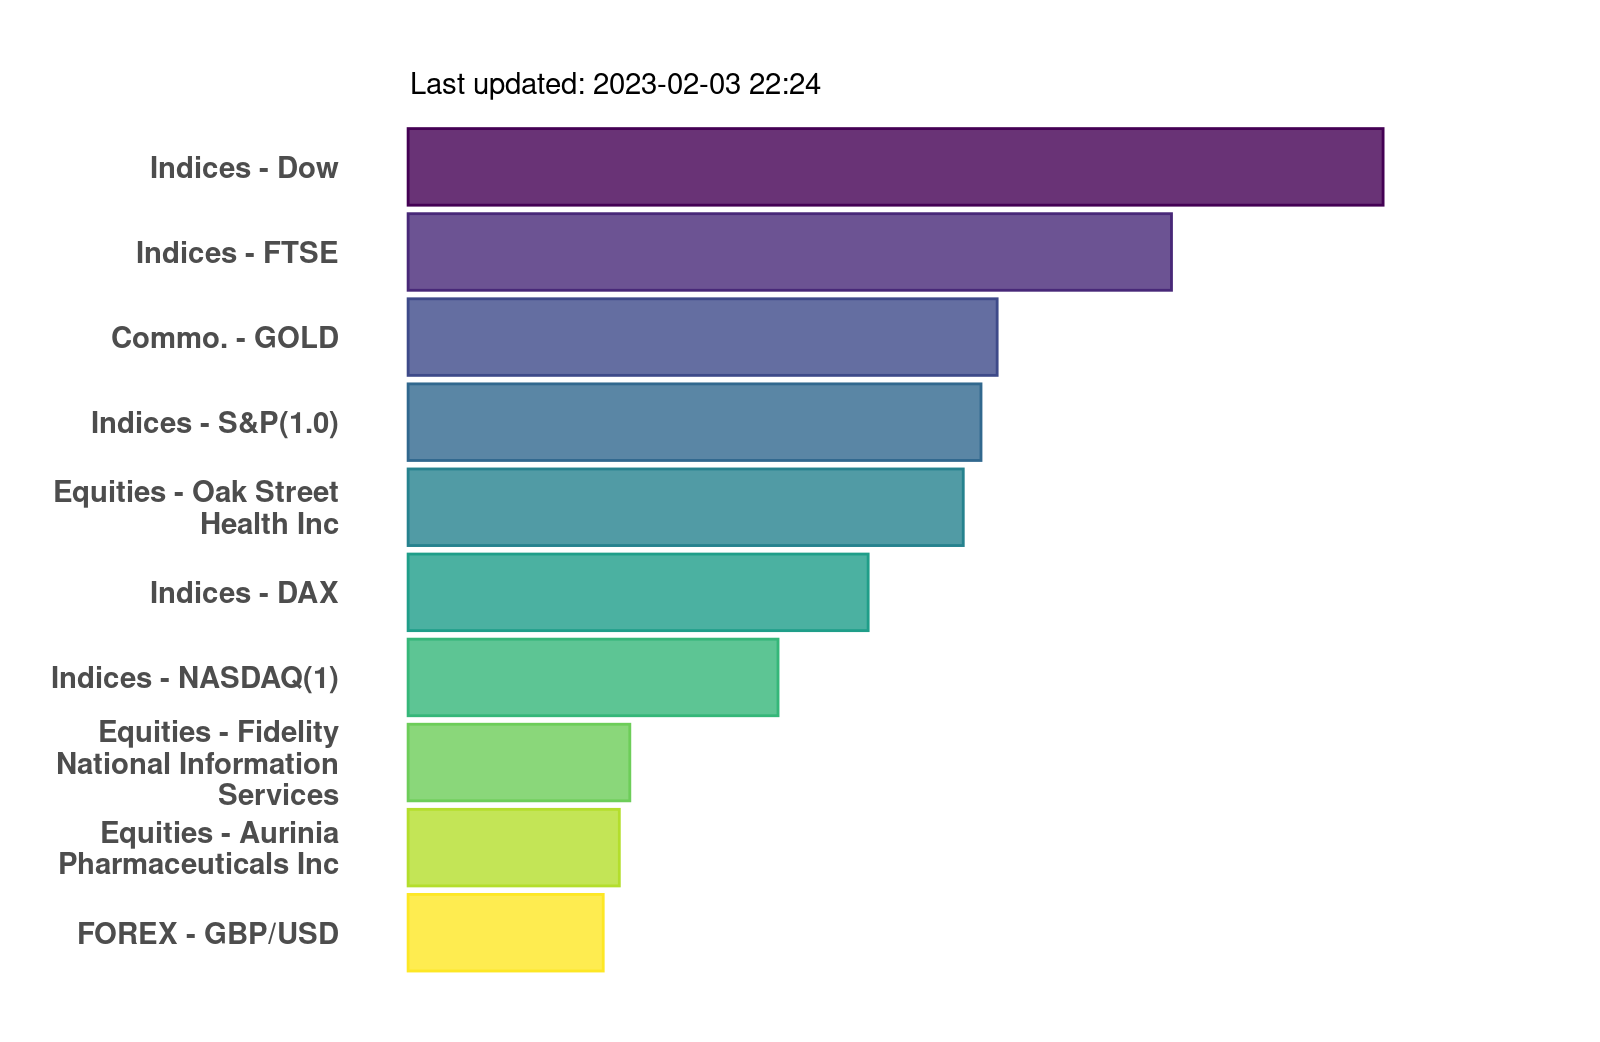 Last updated: 2023-02-03 22:24
Indices - Dow
Indices - FTSE
Commo. - GOLD
Indices - S&P(1.0)
Equities - Oak Street
Health Inc
Indices - DAX
Indices - NASDAQ(1)
Equities - Fidelity
National Information
Services
Equities - Aurinia
Pharmaceuticals Inc
FOREX - GBP/USD